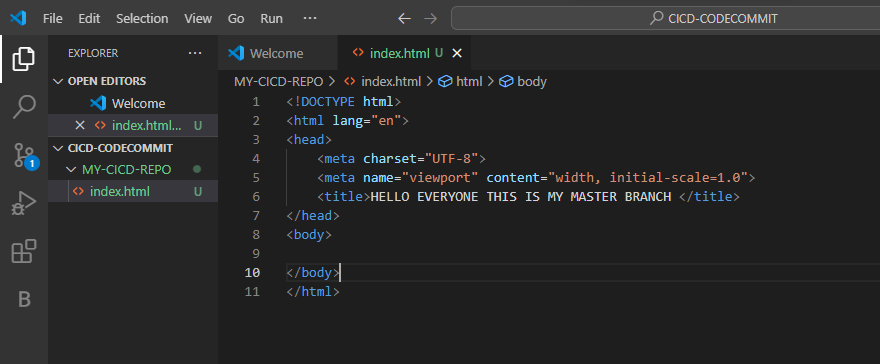 File Edit Selection View Go Run ··· CICD-CODECOMMIT
EXPLORER ···
OPEN EDITORS
Welcome
index.html... U
CICD-CODECOMMIT
MY-CICD-REPO
index.html U
1
B
Welcome index.html U
MY-CICD-REPO > index.html > html > body
1 <!DOCTYPE html>
2 <html lang="en">
3 <head>
4 <meta charset="UTF-8">
5 <meta name="viewport" content="width, initial-scale=1.0">
6 <title>HELLO EVERYONE THIS IS MY MASTER BRANCH </title>
7 </head>
8 <body>
9
10 </body>
11 </html>